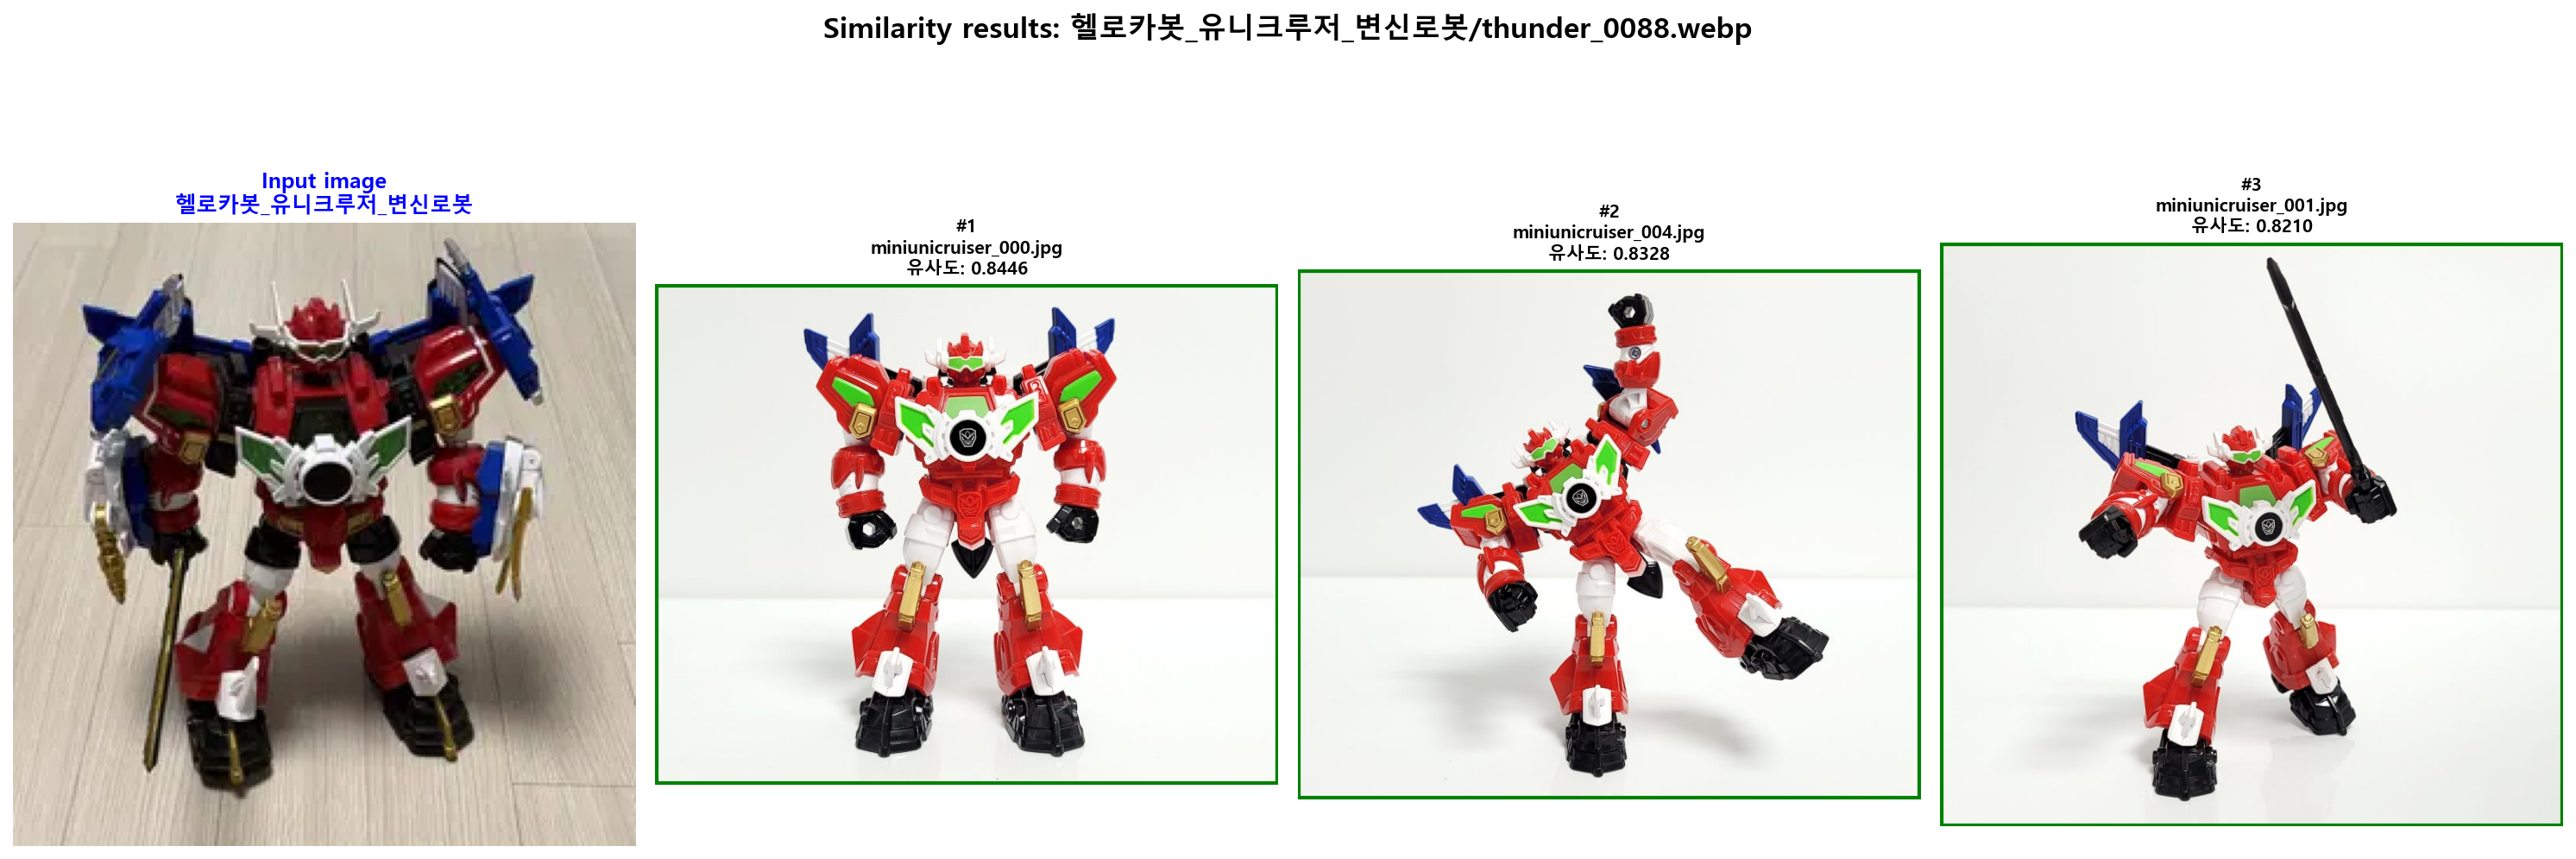 Similarity results: 헬로카봇_유니크루저_변신로봇/thunder_0088.webp
Input image
헬로카봇_유니크루저_변신로봇
#1
miniunicruiser_000.jpg
유사도: 0.8446
#2
miniunicruiser_004.jpg
유사도: 0.8328
#3
miniunicruiser_001.jpg
유사도: 0.8210